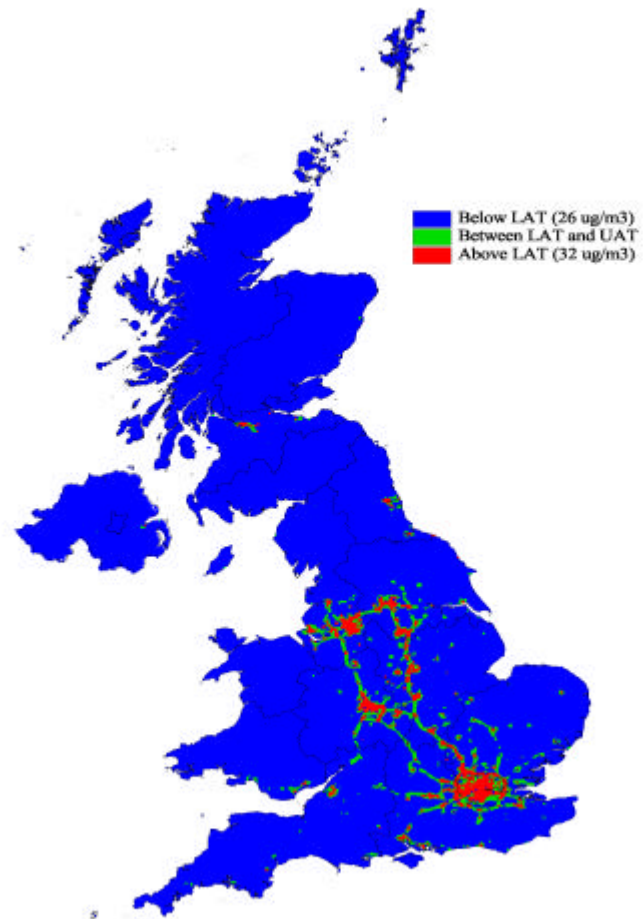 Below LAT (26 ug/m3)
Between LAT and UAT
Above LAT (32 ug/m3)